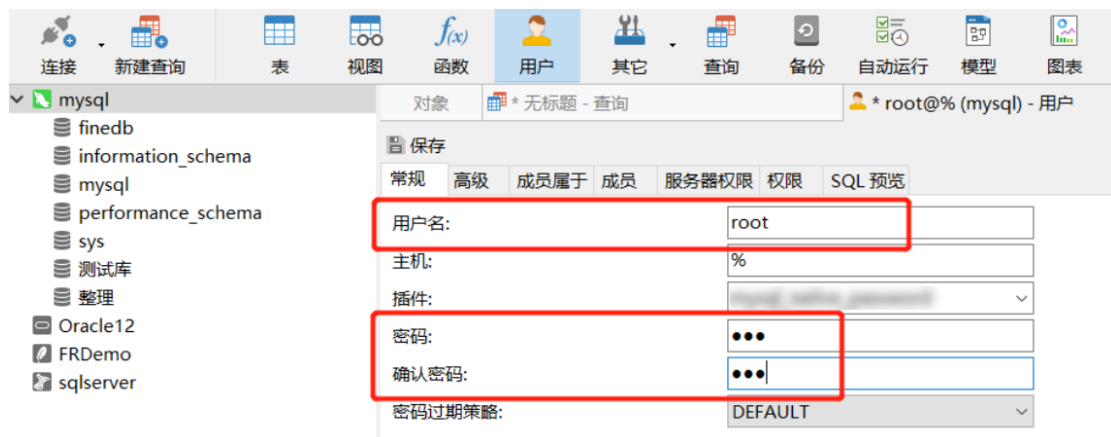 连接 新建查询 表 视图 函数 用户 其它 查询 备份 自动运行 模型 图表
mysql
对象 * 无标题 - 查询 * root@% (mysql) - 用户
finedb
保存
information_schema
常规 高级 成员属于 成员 服务器权限 权限 SQL 预览
mysql
performance_schema
用户名: root
sys
主机: %
测试库
插件:
整理
Oracle12
密码: ●●●
FRDemo
确认密码: ●●●
sqlserver
密码过期策略: DEFAULT